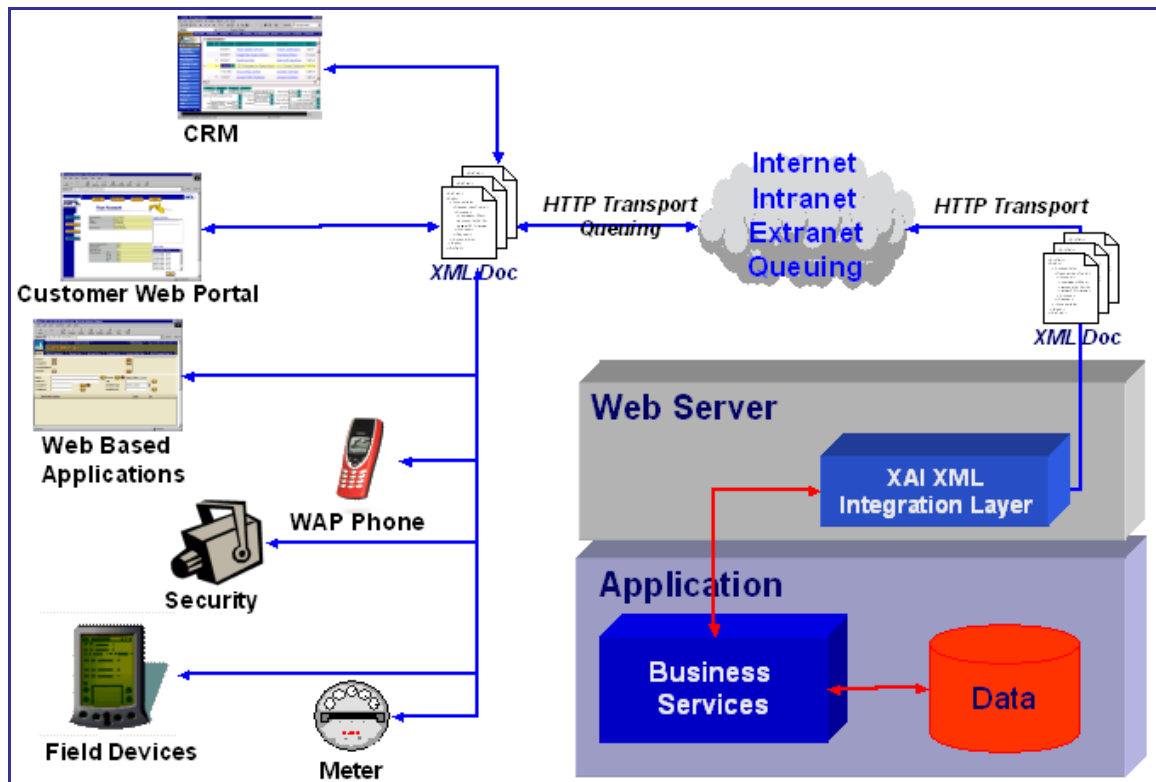 CRM
Internet
Intranet
Extranet
Queuing
HTTP Transport
Queuing
HTTP Transport
XML Doc
Customer Web Portal
XML Doc
Web Server
Web Based
Applications
XAI XML
Integration Layer
WAP Phone
Application
Security
Business
Services
Data
Field Devices
Meter